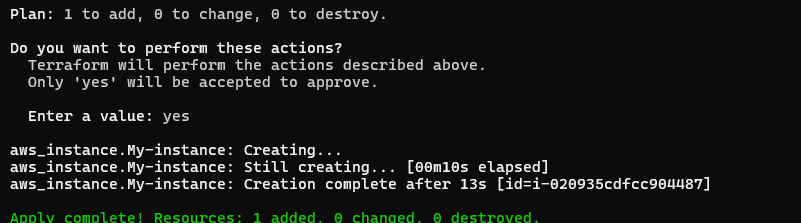 Plan: 1 to add, 0 to change, 0 to destroy.
Do you want to perform these actions?
Terraform will perform the actions described above.
Only 'yes' will be accepted to approve.
Enter a value: yes
aws_instance.My-instance: Creating...
aws_instance.My-instance: Still creating... [00m10s elapsed]
aws_instance.My-instance: Creation complete after 13s [id=i-020935cdfcc904487]
Apply complete! Resources: 1 added, 0 changed, 0 destroyed.